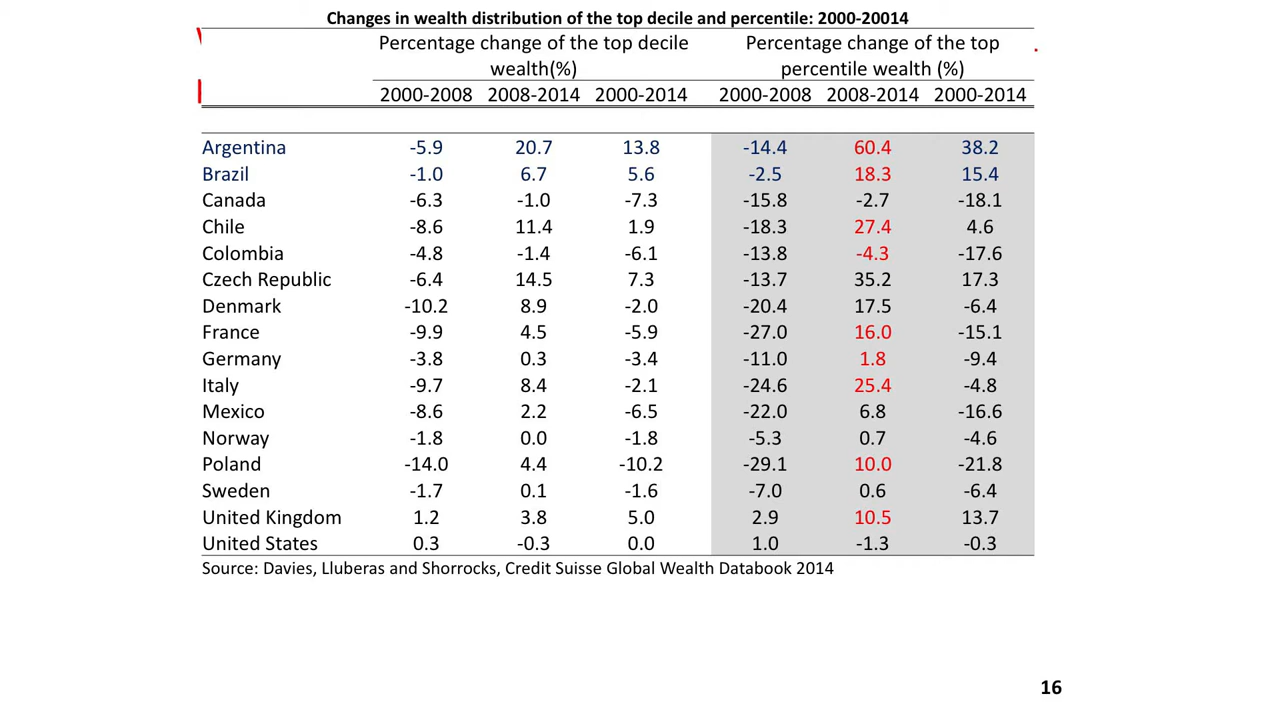 Changes in wealth distribution of the top decile and percentile: 2000-20014
Percentage change of the top decile wealth(%) Percentage change of the top percentile wealth (%)
2000-2008 2008-2014 2000-2014 2000-2008 2008-2014 2000-2014
Argentina -5.9 20.7 13.8 -14.4 60.4 38.2
Brazil -1.0 6.7 5.6 -2.5 18.3 15.4
Canada -6.3 -1.0 -7.3 -15.8 -2.7 -18.1
Chile -8.6 11.4 1.9 -18.3 27.4 4.6
Colombia -4.8 -1.4 -6.1 -13.8 -4.3 -17.6
Czech Republic -6.4 14.5 7.3 -13.7 35.2 17.3
Denmark -10.2 8.9 -2.0 -20.4 17.5 -6.4
France -9.9 4.5 -5.9 -27.0 16.0 -15.1
Germany -3.8 0.3 -3.4 -11.0 1.8 -9.4
Italy -9.7 8.4 -2.1 -24.6 25.4 -4.8
Mexico -8.6 2.2 -6.5 -22.0 6.8 -16.6
Norway -1.8 0.0 -1.8 -5.3 0.7 -4.6
Poland -14.0 4.4 -10.2 -29.1 10.0 -21.8
Sweden -1.7 0.1 -1.6 -7.0 0.6 -6.4
United Kingdom 1.2 3.8 5.0 2.9 10.5 13.7
United States 0.3 -0.3 0.0 1.0 -1.3 -0.3
Source: Davies, Lluberas and Shorrocks, Credit Suisse Global Wealth Databook 2014
16